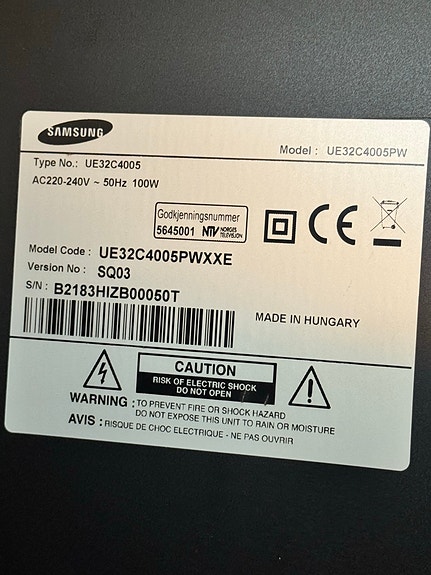 SAMSUNG
Model : UE32C4005PW
Type No.: UE32C4005
AC220-240V ~ 50Hz 100W
Godkjenningsnummer
5645001 NTV NORGES TELEVISJON
CE
Model Code : UE32C4005PWXXE
Version No : SQ03
S/N : B2183HIZB00050T
MADE IN HUNGARY
CAUTION
RISK OF ELECTRIC SHOCK
DO NOT OPEN
WARNING : TO PREVENT FIRE OR SHOCK HAZARD
DO NOT EXPOSE THIS UNIT TO RAIN OR MOISTURE
AVIS : RISQUE DE CHOC ELECTRIQUE - NE PAS OUVRIR